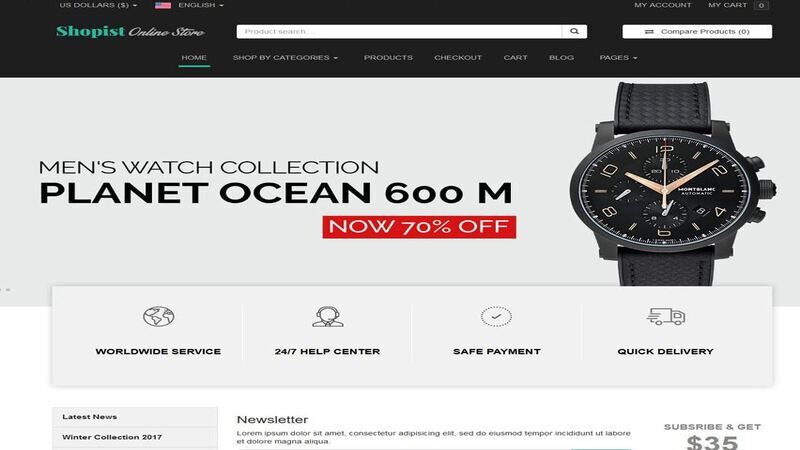 US DOLLARS ($)
ENGLISH
MY ACCOUNT
MY CART 0
Shopist Online Store
Product search ...
Compare Products (0)
HOME
SHOP BY CATEGORIES
PRODUCTS
CHECKOUT
CART
BLOG
PAGES
MEN'S WATCH COLLECTION
PLANET OCEAN 600 M
NOW 70% OFF
MONTBLANC
AUTOMATIC
WORLDWIDE SERVICE
24/7 HELP CENTER
SAFE PAYMENT
QUICK DELIVERY
Latest News
Winter Collection 2017
Newsletter
Lorem ipsum dolor sit amet, consectetur adipisicing elit, sed do eiusmod tempor incididunt ut labore
et dolore magna aliqua.
SUBSRIBE & GET
$35